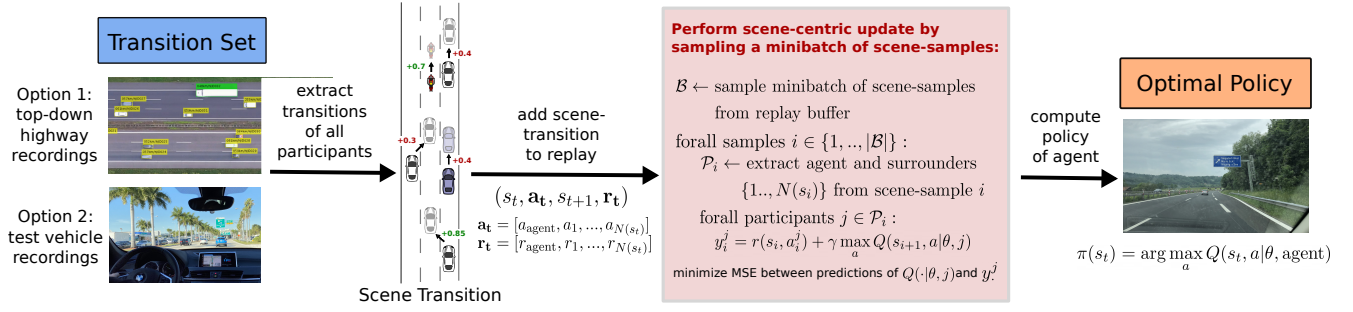 Transition Set
Option 1:
top-down
highway
recordings
Option 2:
test vehicle
recordings
extract
transitions
of all
participants
+0.4
+0.7
+0.3
+0.4
+0.85
Scene Transition
add scene-
transition
to replay
(s_t, a_t, s_{t+1}, r_t)
a_t = [a_agent, a_1, ..., a_{N(s_t)}]
r_t = [r_agent, r_1, ..., r_{N(s_t)}]
Perform scene-centric update by
sampling a minibatch of scene-samples:
B ← sample minibatch of scene-samples
from replay buffer
forall samples i ∈ {1, .., |B|} :
P_i ← extract agent and surrounders
{1.., N(s_i)} from scene-sample i
forall participants j ∈ P_i :
y_i^j = r(s_i, a_i^j) + γ max_a Q(s_{i+1}, a|θ, j)
minimize MSE between predictions of Q(·|θ, j) and y_·^j
compute
policy
of agent
Optimal Policy
π(s_t) = arg max_a Q(s_t, a|θ, agent)